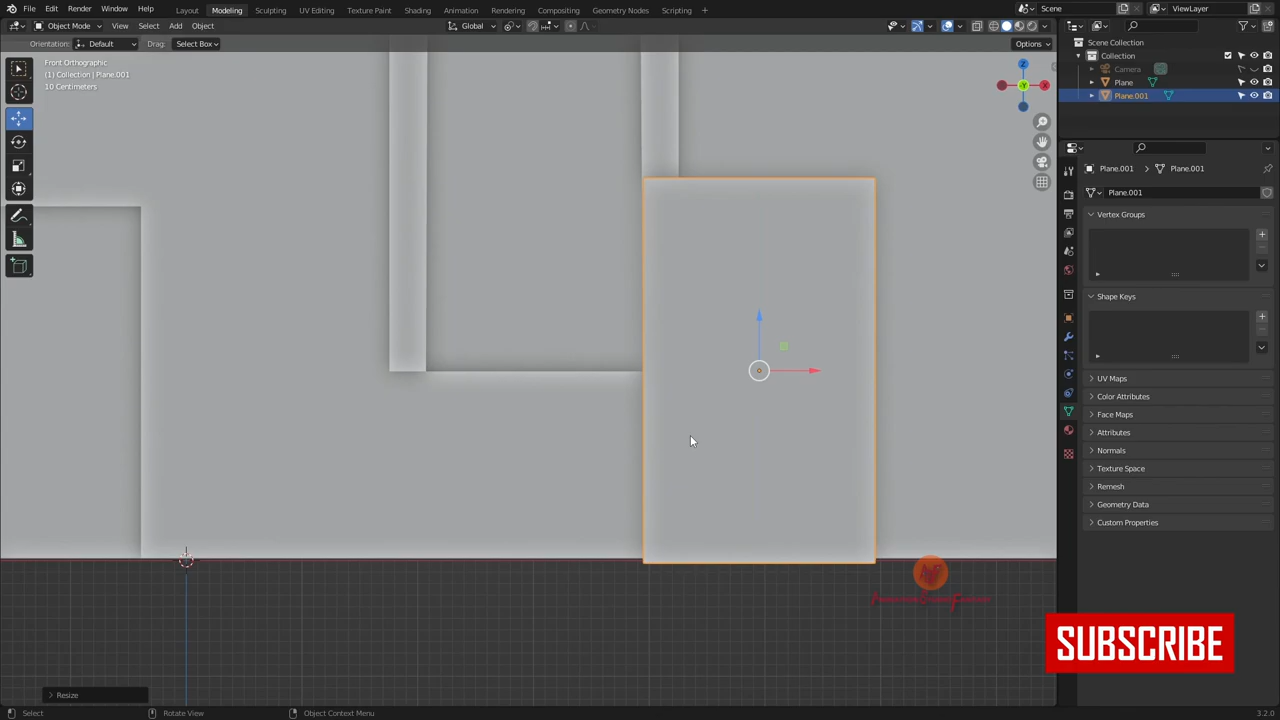 File Edit Render Window Help Layout Modeling Sculpting UV Editing Texture Paint Shading Animation Rendering Compositing Geometry Nodes Scripting + Scene ViewLayer
Object Mode View Select Add Object Global
Orientation: Default Drag: Select Box Options
Front Orthographic
(1) Collection | Plane.001
10 Centimeters
Z
-Y
X
Scene Collection
Collection
Camera
Plane
Plane.001
Plane.001 Plane.001
Plane.001
Vertex Groups
Shape Keys
UV Maps
Color Attributes
Face Maps
Attributes
Normals
Texture Space
Remesh
Geometry Data
Custom Properties
SUBSCRIBE
Resize
Select Rotate View Object Context Menu 3.2.0